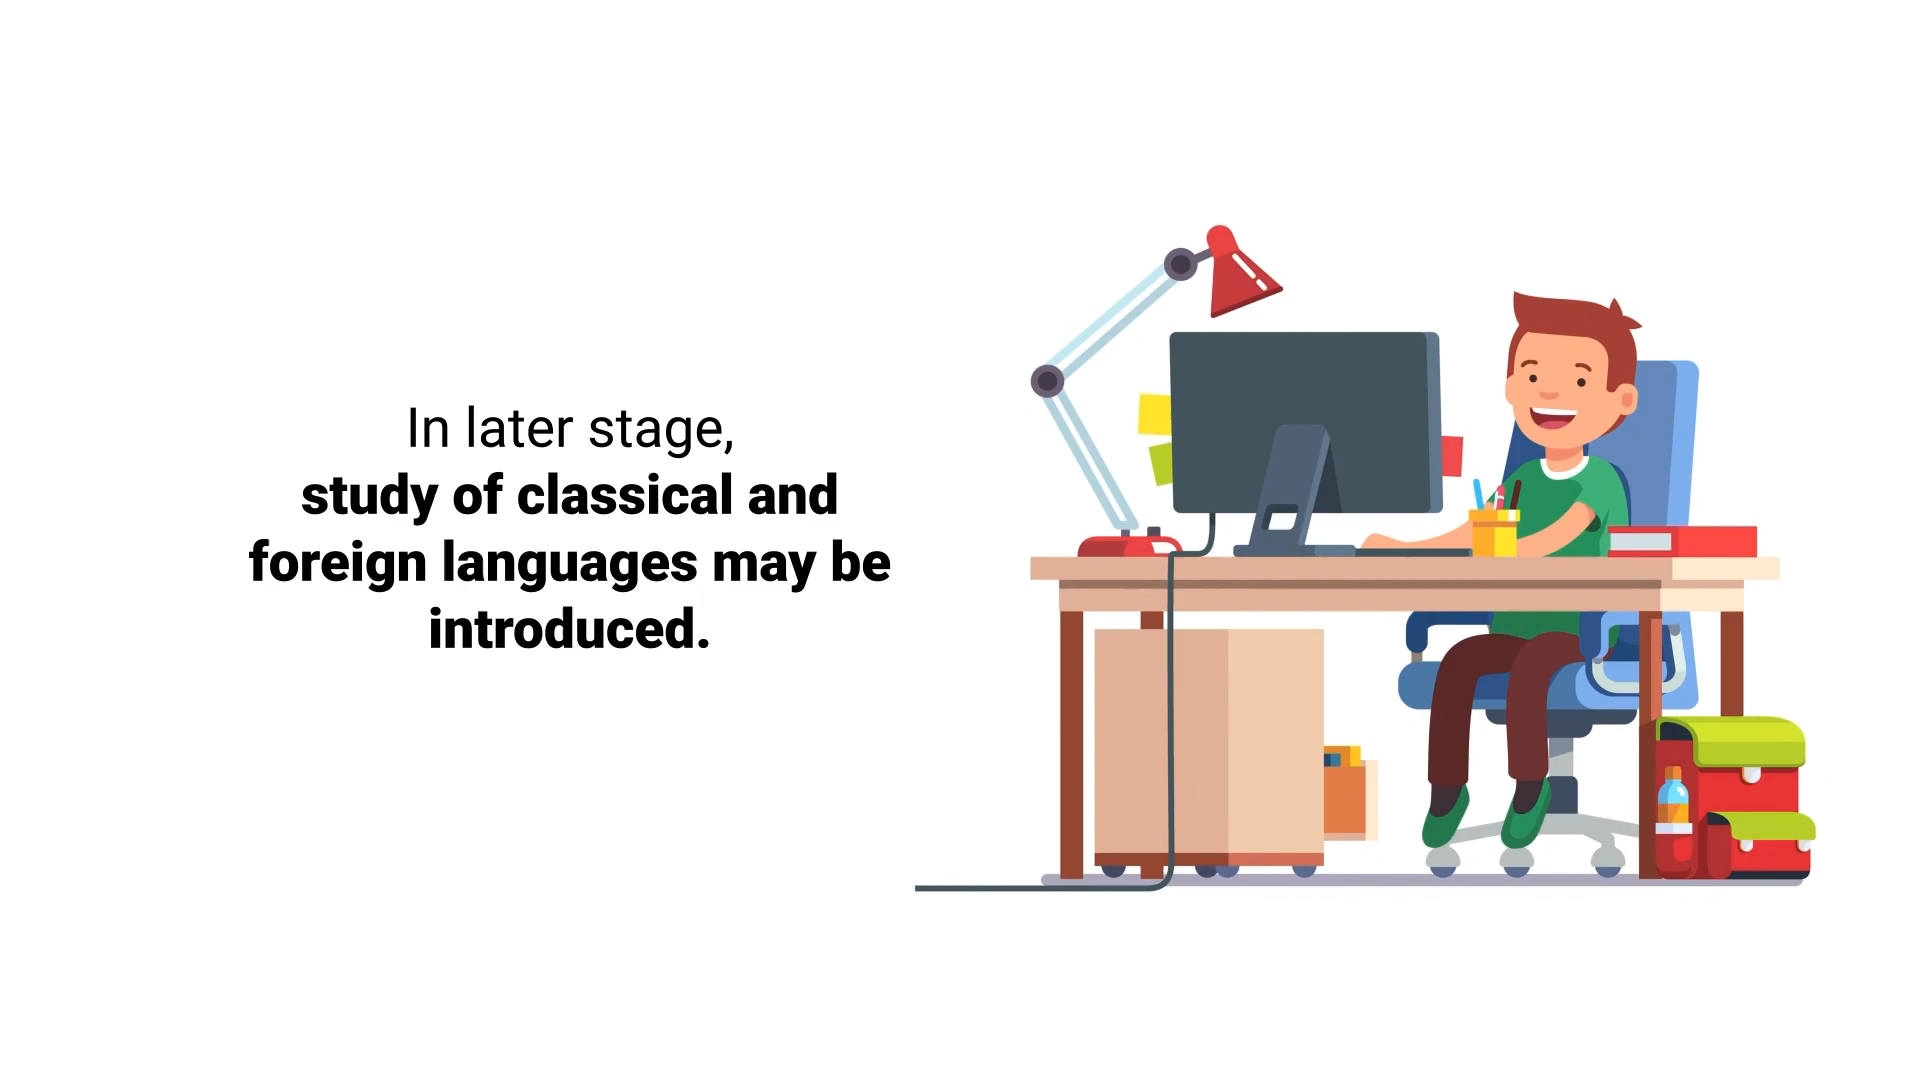 In later stage,
study of classical and
foreign languages may be
introduced.